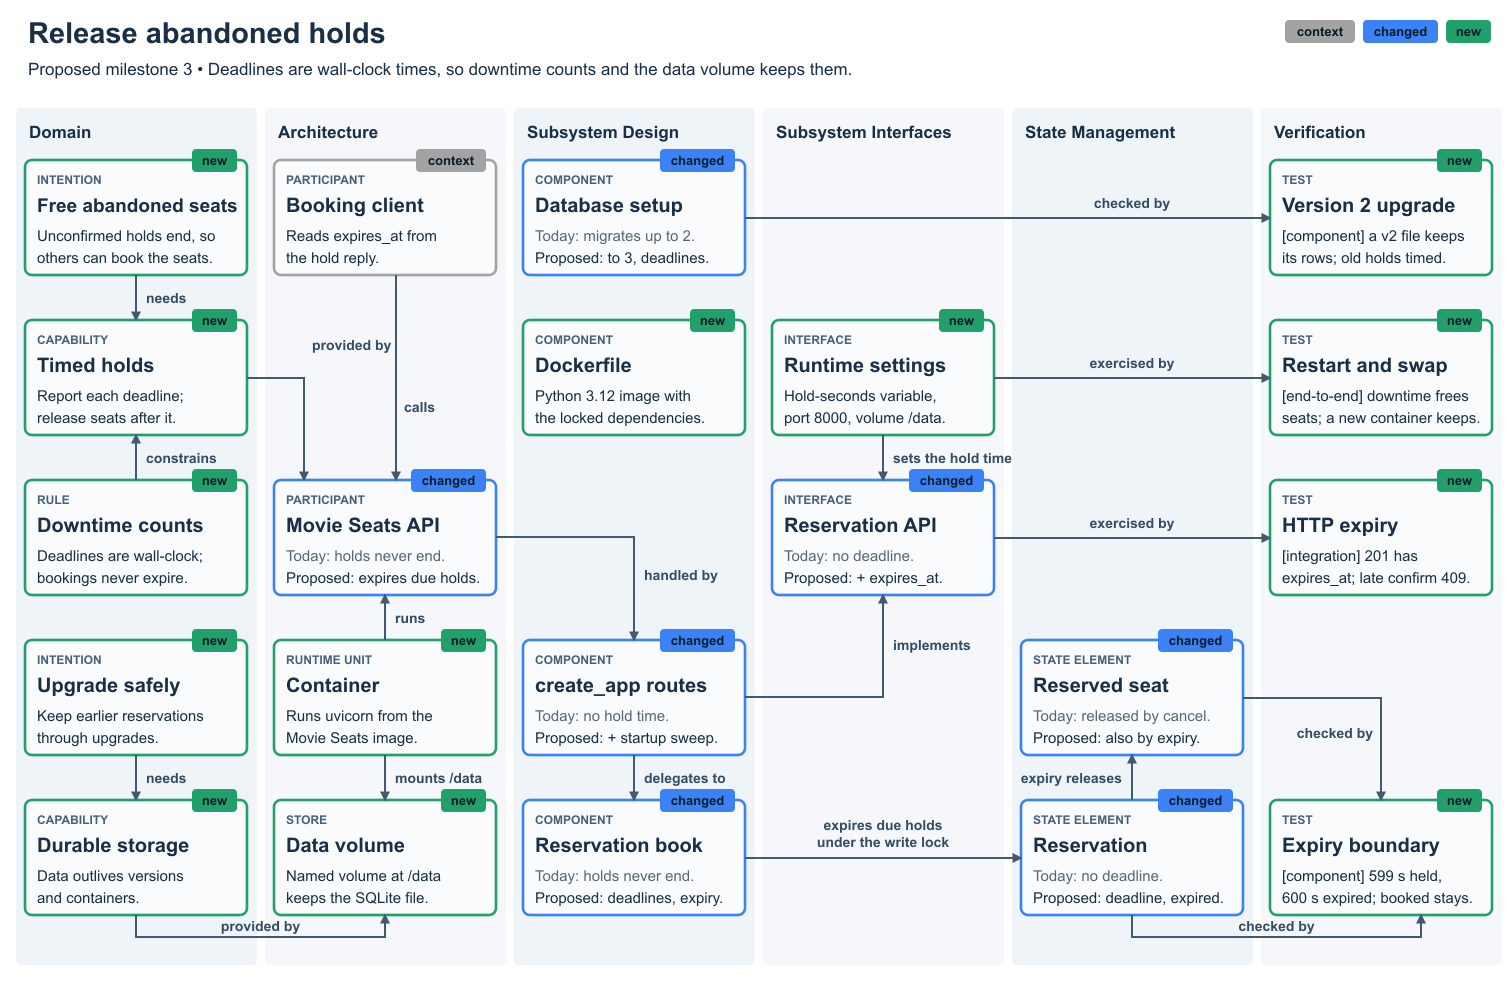 Release abandoned holds
context
changed
new
Proposed milestone 3 • Deadlines are wall-clock times, so downtime counts and the data volume keeps them.
Domain
new
INTENTION
Free abandoned seats
Unconfirmed holds end, so
others can book the seats.
needs
new
CAPABILITY
Timed holds
Report each deadline;
release seats after it.
constrains
new
RULE
Downtime counts
Deadlines are wall-clock;
bookings never expire.
new
INTENTION
Upgrade safely
Keep earlier reservations
through upgrades.
needs
new
CAPABILITY
Durable storage
Data outlives versions
and containers.
provided by
Architecture
context
PARTICIPANT
Booking client
Reads expires_at from
the hold reply.
provided by
calls
changed
PARTICIPANT
Movie Seats API
Today: holds never end.
Proposed: expires due holds.
runs
new
RUNTIME UNIT
Container
Runs uvicorn from the
Movie Seats image.
mounts /data
new
STORE
Data volume
Named volume at /data
keeps the SQLite file.
Subsystem Design
changed
COMPONENT
Database setup
Today: migrates up to 2.
Proposed: to 3, deadlines.
new
COMPONENT
Dockerfile
Python 3.12 image with
the locked dependencies.
handled by
changed
COMPONENT
create_app routes
Today: no hold time.
Proposed: + startup sweep.
delegates to
changed
COMPONENT
Reservation book
Today: holds never end.
Proposed: deadlines, expiry.
Subsystem Interfaces
new
INTERFACE
Runtime settings
Hold-seconds variable,
port 8000, volume /data.
sets the hold time
changed
INTERFACE
Reservation API
Today: no deadline.
Proposed: + expires_at.
implements
expires due holds
under the write lock
State Management
checked by
exercised by
exercised by
changed
STATE ELEMENT
Reserved seat
Today: released by cancel.
Proposed: also by expiry.
expiry releases
changed
STATE ELEMENT
Reservation
Today: no deadline.
Proposed: deadline, expired.
Verification
new
TEST
Version 2 upgrade
[component] a v2 file keeps
its rows; old holds timed.
new
TEST
Restart and swap
[end-to-end] downtime frees
seats; a new container keeps.
new
TEST
HTTP expiry
[integration] 201 has
expires_at; late confirm 409.
checked by
new
TEST
Expiry boundary
[component] 599 s held,
600 s expired; booked stays.
checked by